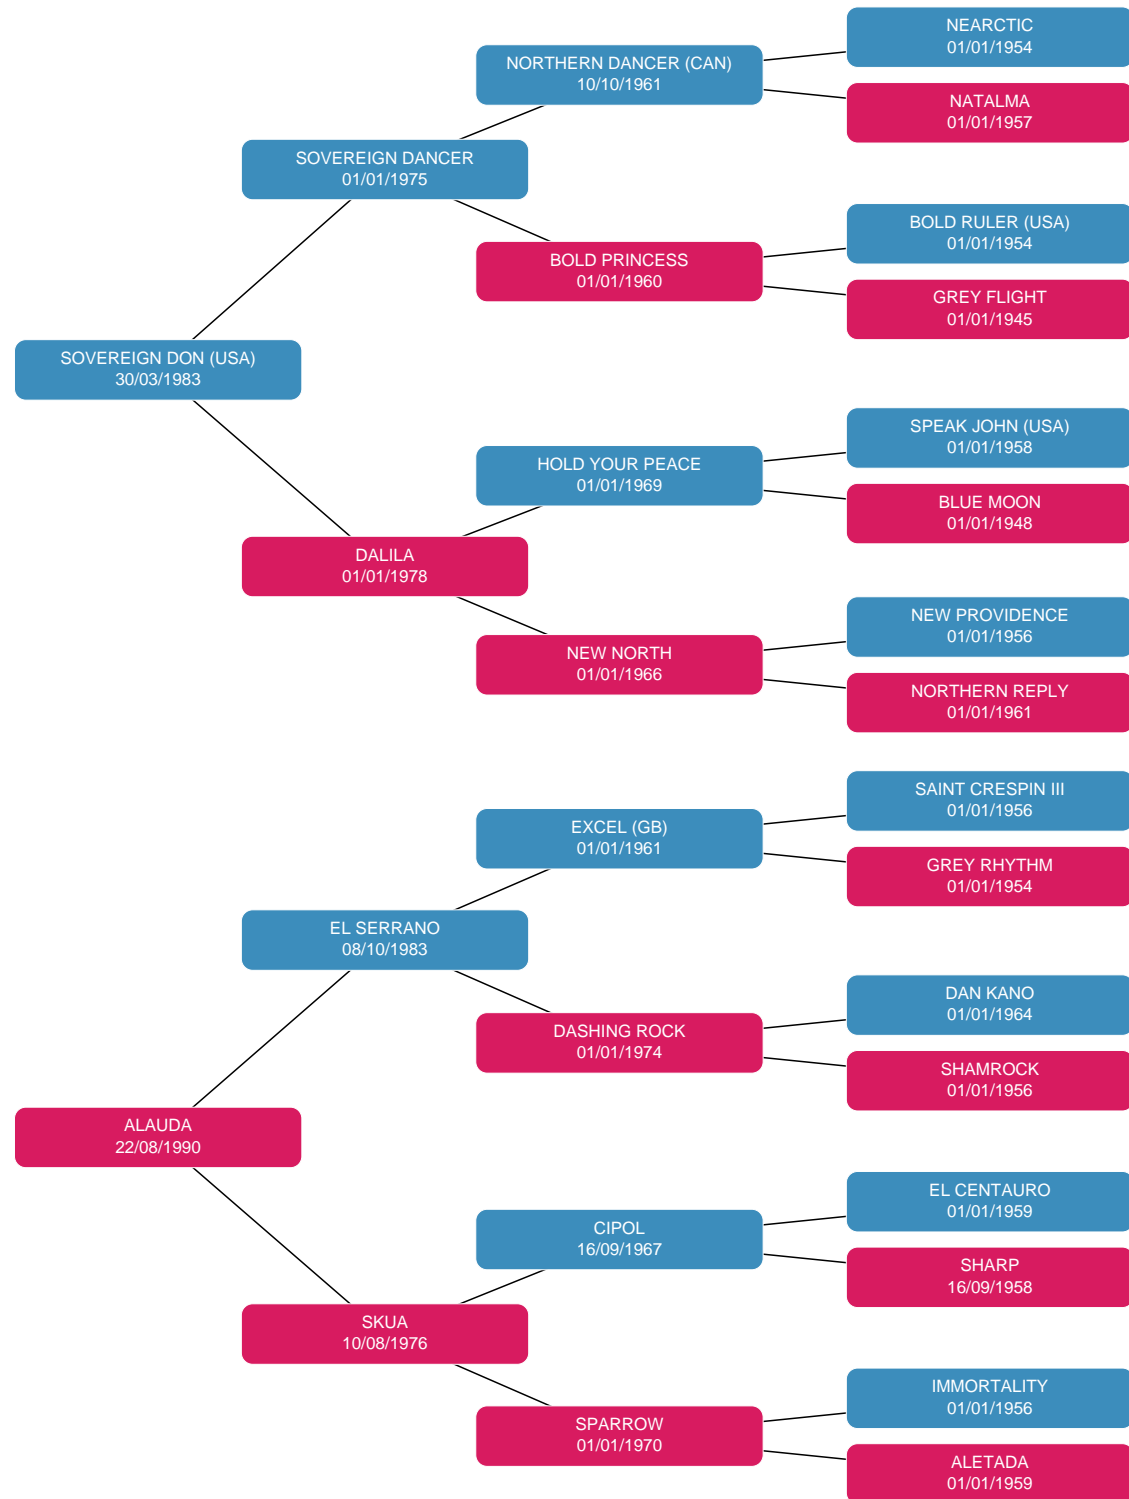 NEARCTIC
01/01/1954
NORTHERN DANCER (CAN)
10/10/1961
NATALMA
01/01/1957
SOVEREIGN DANCER
01/01/1975
BOLD RULER (USA)
01/01/1954
BOLD PRINCESS
01/01/1960
GREY FLIGHT
01/01/1945
SOVEREIGN DON (USA)
30/03/1983
SPEAK JOHN (USA)
01/01/1958
HOLD YOUR PEACE
01/01/1969
BLUE MOON
01/01/1948
DALILA
01/01/1978
NEW PROVIDENCE
01/01/1956
NEW NORTH
01/01/1966
NORTHERN REPLY
01/01/1961
SAINT CRESPIN III
01/01/1956
EXCEL (GB)
01/01/1961
GREY RHYTHM
01/01/1954
EL SERRANO
08/10/1983
DAN KANO
01/01/1964
DASHING ROCK
01/01/1974
SHAMROCK
01/01/1956
ALAUDA
22/08/1990
EL CENTAURO
01/01/1959
CIPOL
16/09/1967
SHARP
16/09/1958
SKUA
10/08/1976
IMMORTALITY
01/01/1956
SPARROW
01/01/1970
ALETADA
01/01/1959